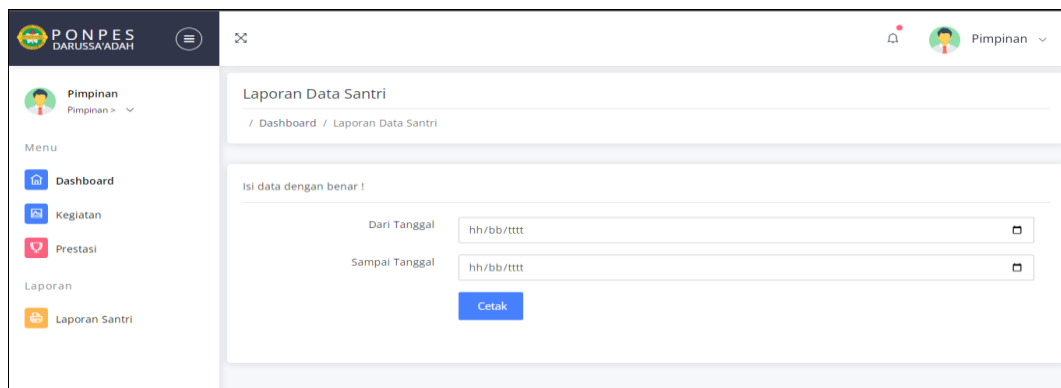 PONPES
DARUSSA'ADAH
Pimpinan
Pimpinan
Pimpinan >
Menu
Dashboard
Kegiatan
Prestasi
Laporan
Laporan Santri
Laporan Data Santri
/ Dashboard / Laporan Data Santri
Isi data dengan benar !
Dari Tanggal
hh/bb/tttt
Sampai Tanggal
hh/bb/tttt
Cetak